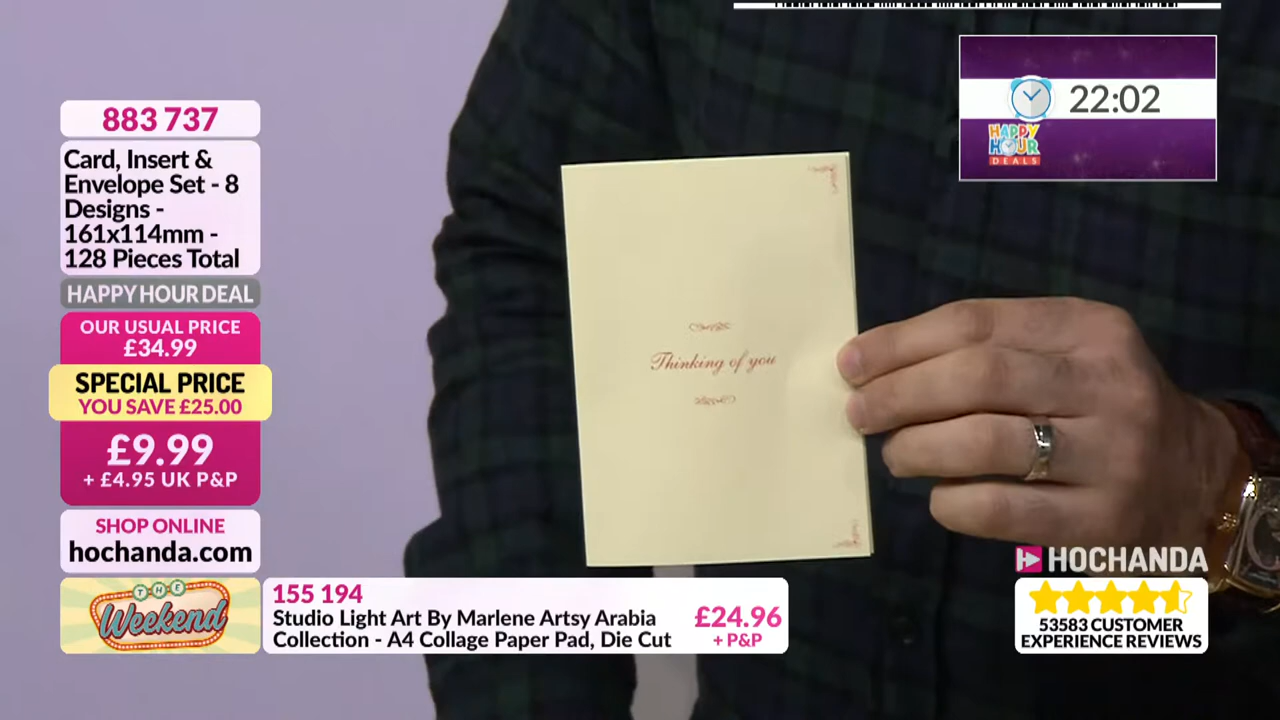 883 737
Card, Insert &
Envelope Set - 8
Designs -
161x114mm -
128 Pieces Total
HAPPY HOUR DEAL
OUR USUAL PRICE
£34.99
SPECIAL PRICE
YOU SAVE £25.00
£9.99
+ £4.95 UK P&P
SHOP ONLINE
hochanda.com
THE
Weekend
155 194
Studio Light Art By Marlene Artsy Arabia
Collection - A4 Collage Paper Pad, Die Cut
£24.96
+ P&P
Thinking of you
22:02
HAPPY
HOUR
DEALS
HOCHANDA
53583 CUSTOMER
EXPERIENCE REVIEWS